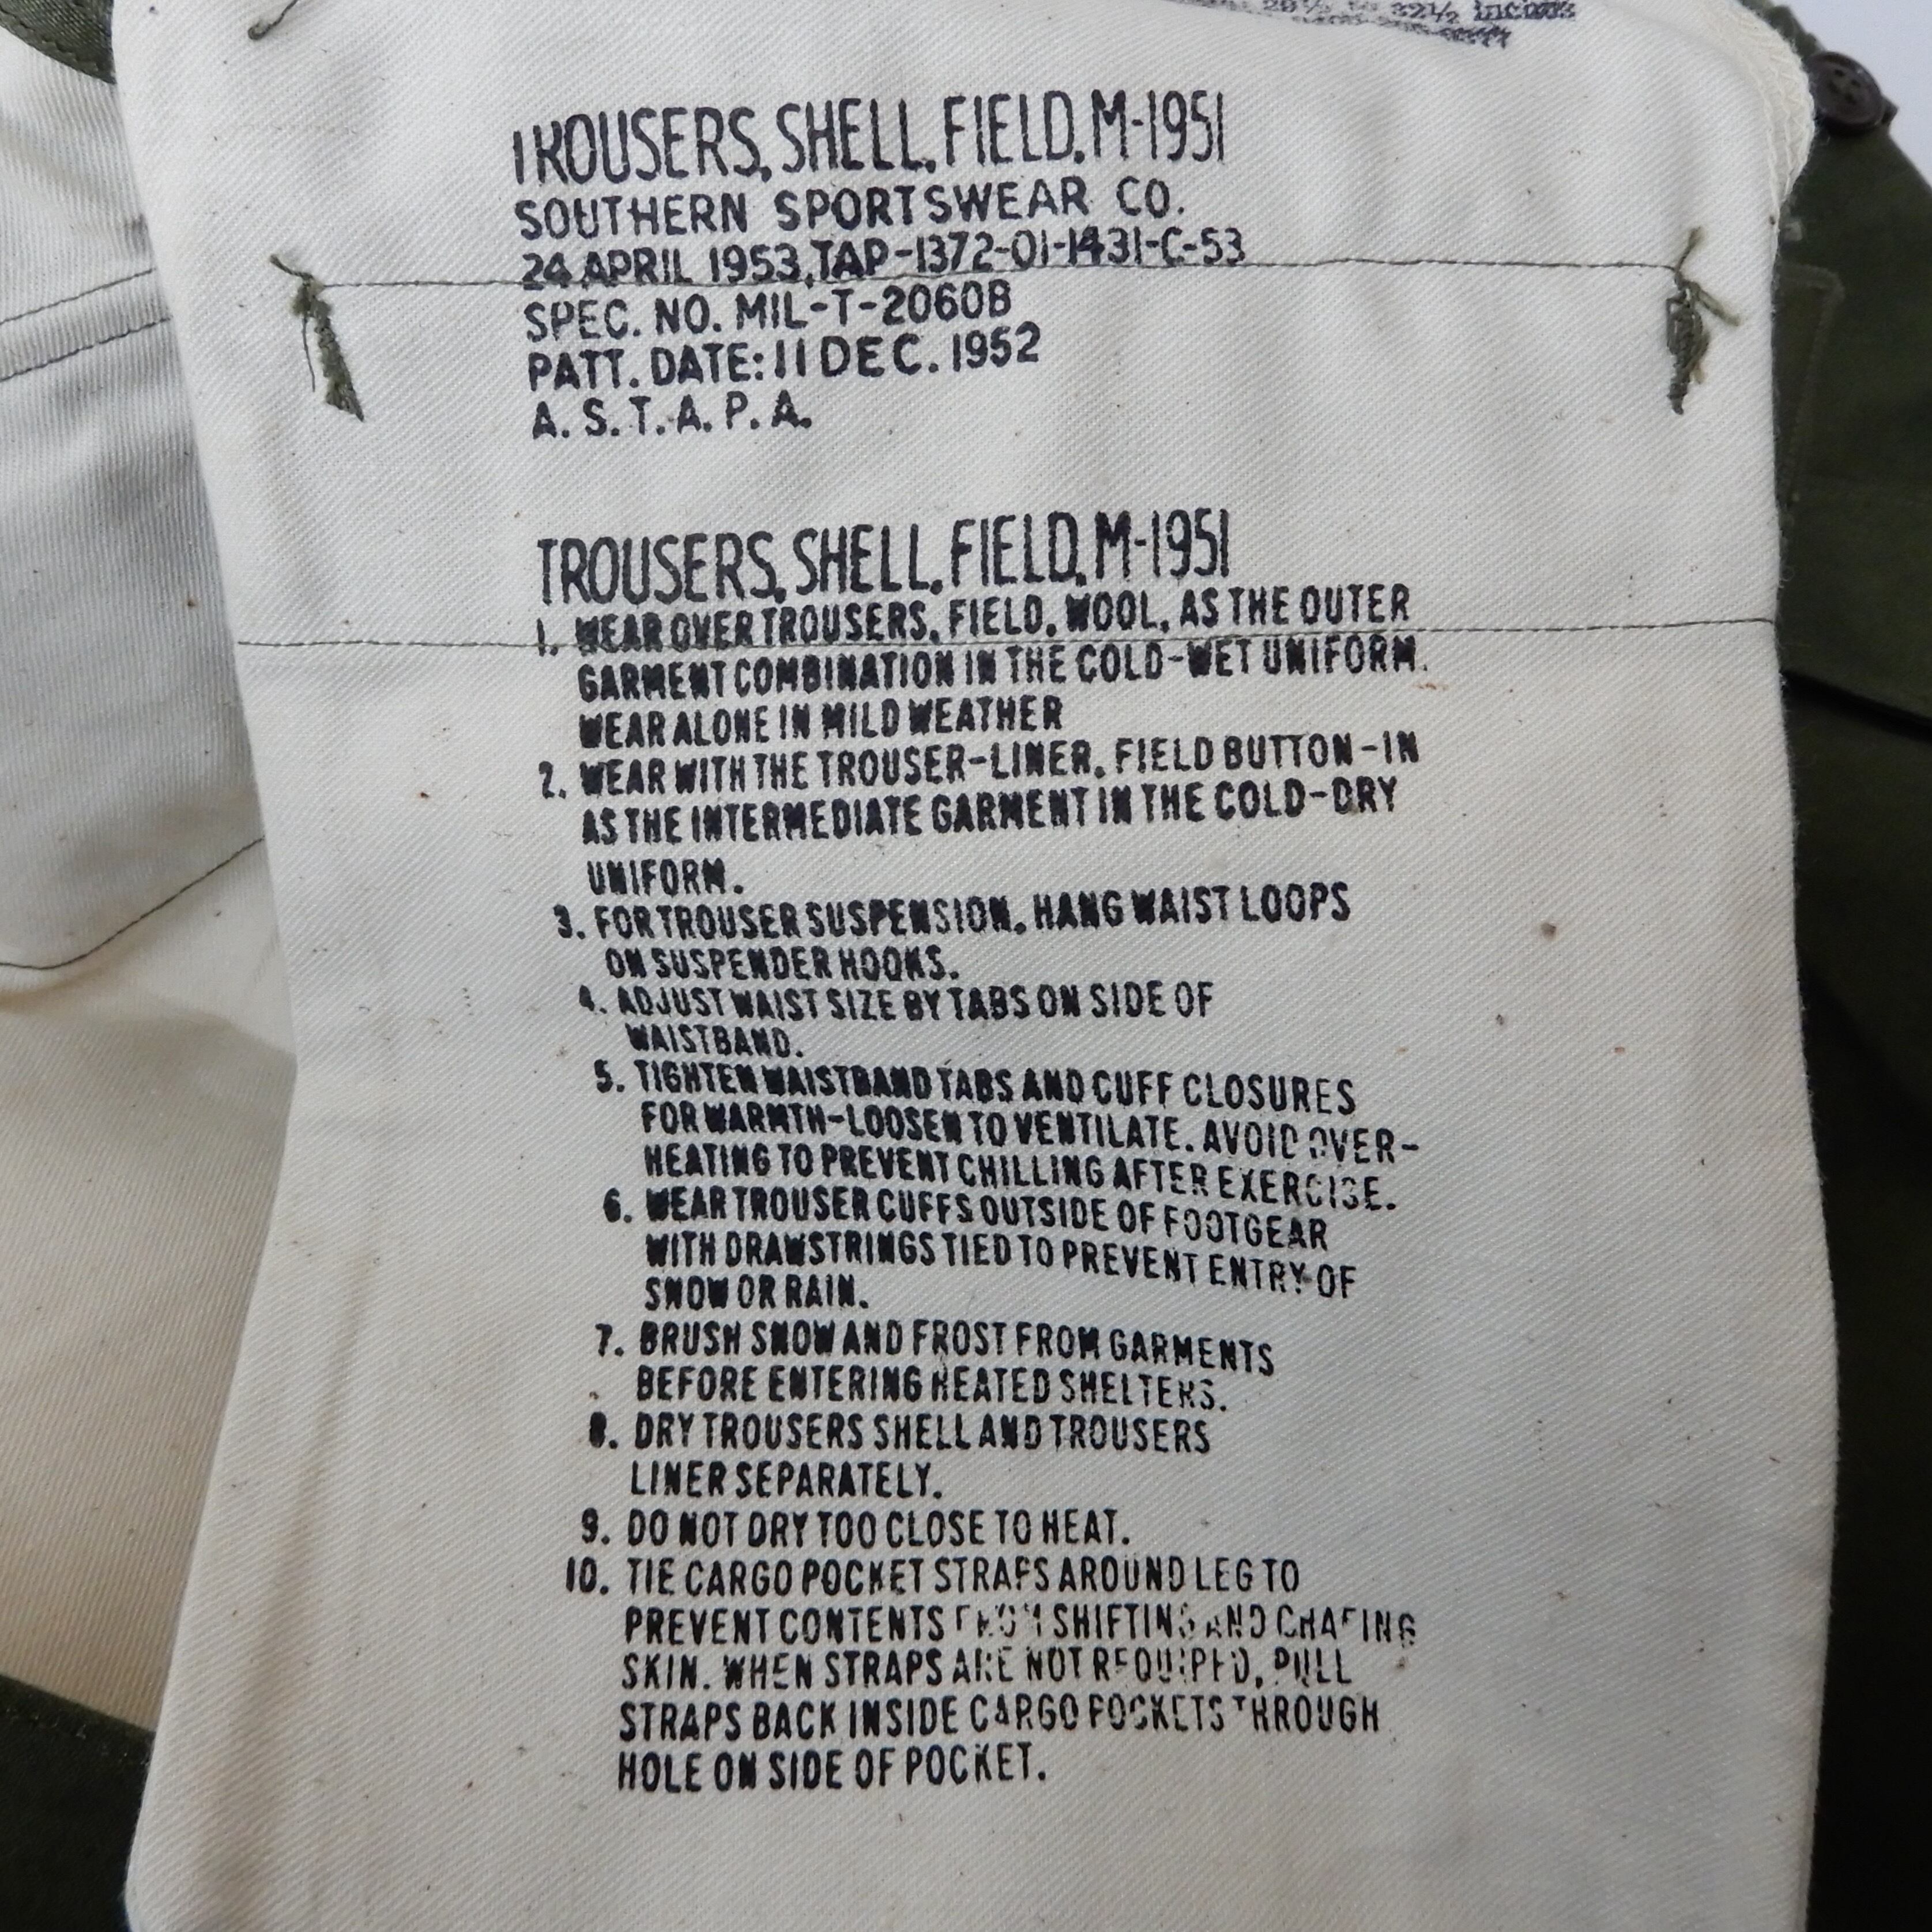 29½ to 32½ inches
TROUSERS, SHELL, FIELD, M-1951
SOUTHERN SPORTSWEAR CO.
24 APRIL 1953, TAP-1372-01-1431-C-53
SPEC. NO. MIL-T-2060B
PATT. DATE: 11 DEC. 1952
A. S. T. A. P. A.
TROUSERS, SHELL, FIELD, M-1951
1. WEAR OVER TROUSERS, FIELD, WOOL, AS THE OUTER
GARMENT COMBINATION IN THE COLD-WET UNIFORM.
WEAR ALONE IN MILD WEATHER
2. WEAR WITH THE TROUSER-LINER, FIELD BUTTON-IN
AS THE INTERMEDIATE GARMENT IN THE COLD-DRY
UNIFORM.
3. FOR TROUSER SUSPENSION, HANG WAIST LOOPS
ON SUSPENDER HOOKS.
4. ADJUST WAIST SIZE BY TABS ON SIDE OF
WAISTBAND.
5. TIGHTEN WAISTBAND TABS AND CUFF CLOSURES
FOR WARMTH-LOOSEN TO VENTILATE. AVOID OVER-
HEATING TO PREVENT CHILLING AFTER EXERCISE.
6. WEAR TROUSER CUFFS OUTSIDE OF FOOTGEAR
WITH DRAWSTRINGS TIED TO PREVENT ENTRY OF
SNOW OR RAIN.
7. BRUSH SNOW AND FROST FROM GARMENTS
BEFORE ENTERING HEATED SHELTERS.
8. DRY TROUSERS SHELL AND TROUSERS
LINER SEPARATELY.
9. DO NOT DRY TOO CLOSE TO HEAT.
10. TIE CARGO POCKET STRAPS AROUND LEG TO
PREVENT CONTENTS FROM SHIFTING AND CHAFING
SKIN. WHEN STRAPS ARE NOT REQUIRED, PULL
STRAPS BACK INSIDE CARGO POCKETS THROUGH
HOLE ON SIDE OF POCKET.